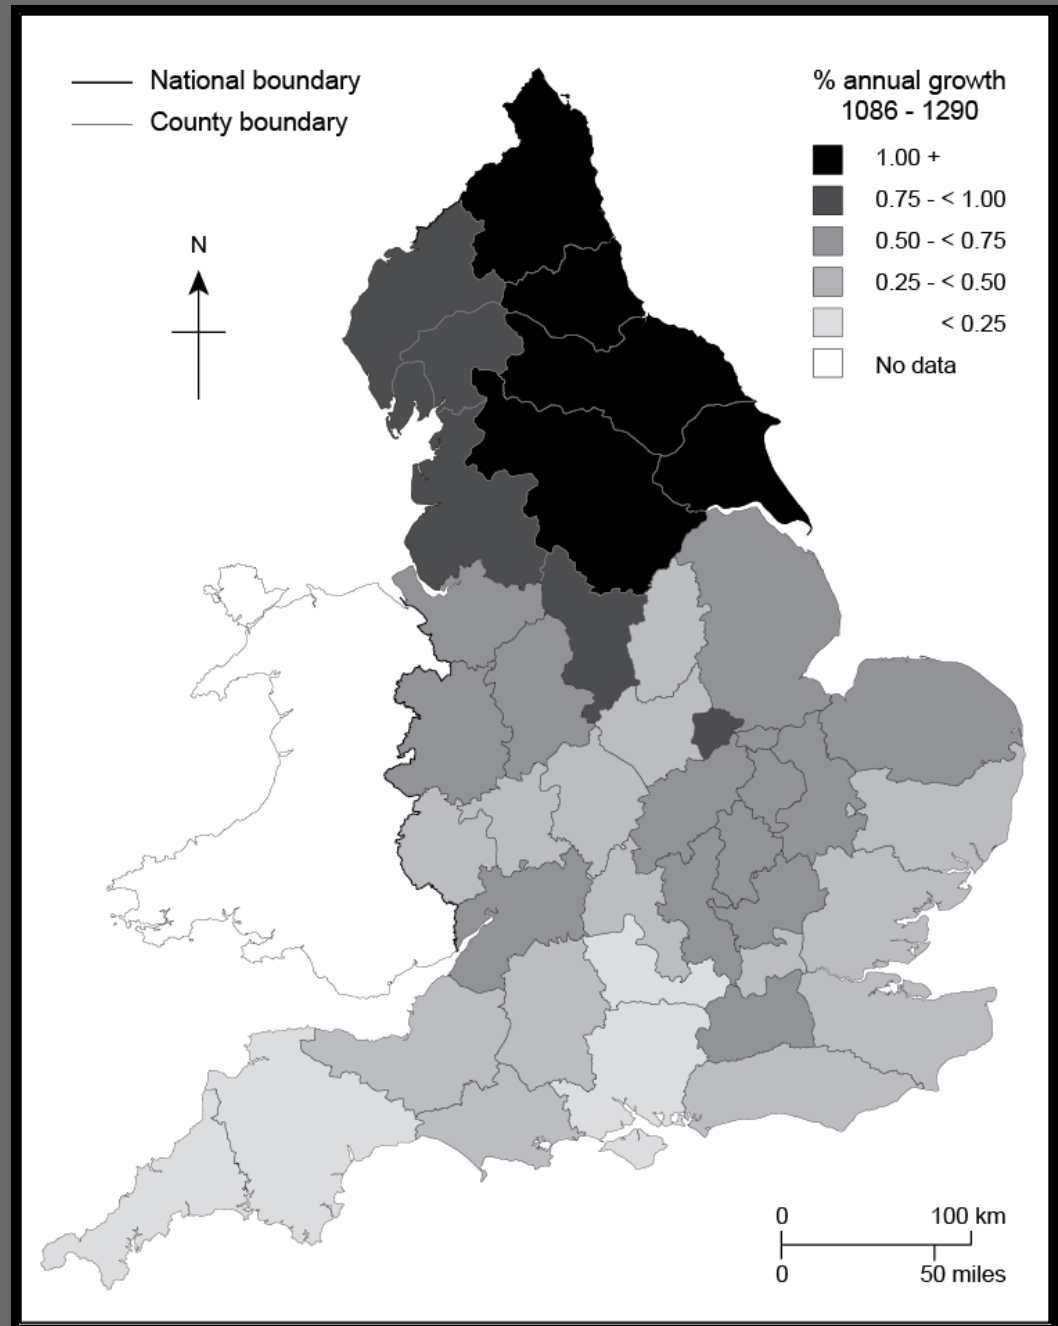 National boundary
County boundary
% annual growth
1086 - 1290
1.00 +
0.75 - < 1.00
0.50 - < 0.75
0.25 - < 0.50
< 0.25
No data
N
0 100 km
0 50 miles